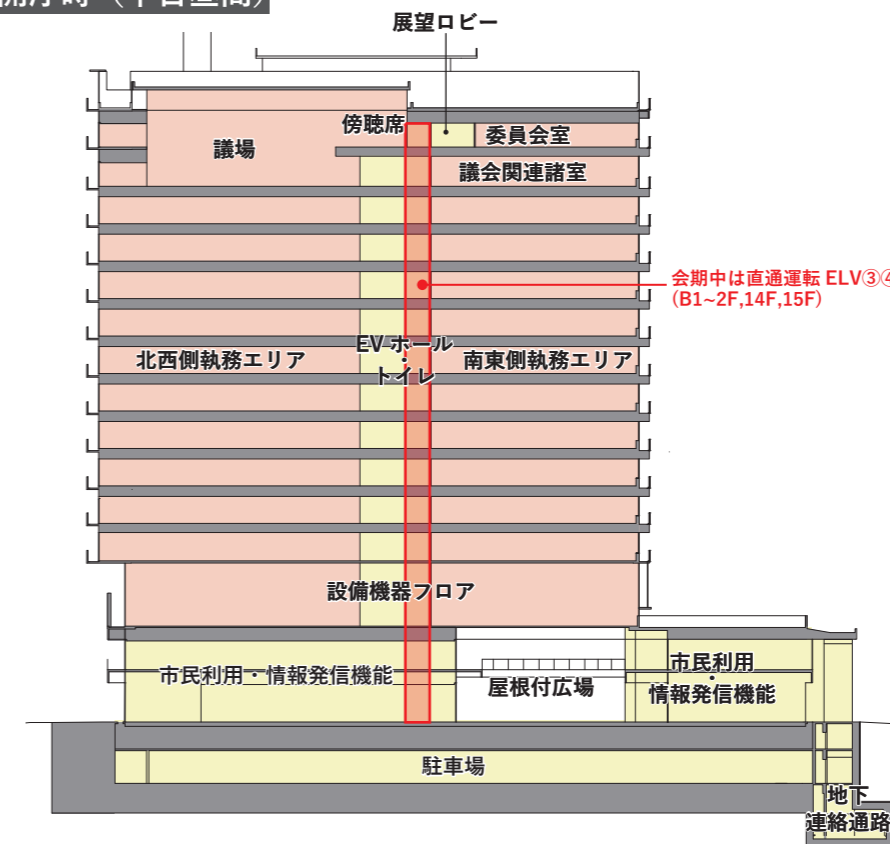 展望ロビー
傍聴席
議場
委員会室
議会関連諸室
会期中は直通運転 ELV③④
(B1~2F,14F,15F)
北西側執務エリア
EVホール
・
トイレ
南東側執務エリア
設備機器フロア
市民利用・情報発信機能
屋根付広場
市民利用
・
情報発信機能
駐車場
地下
連絡通路